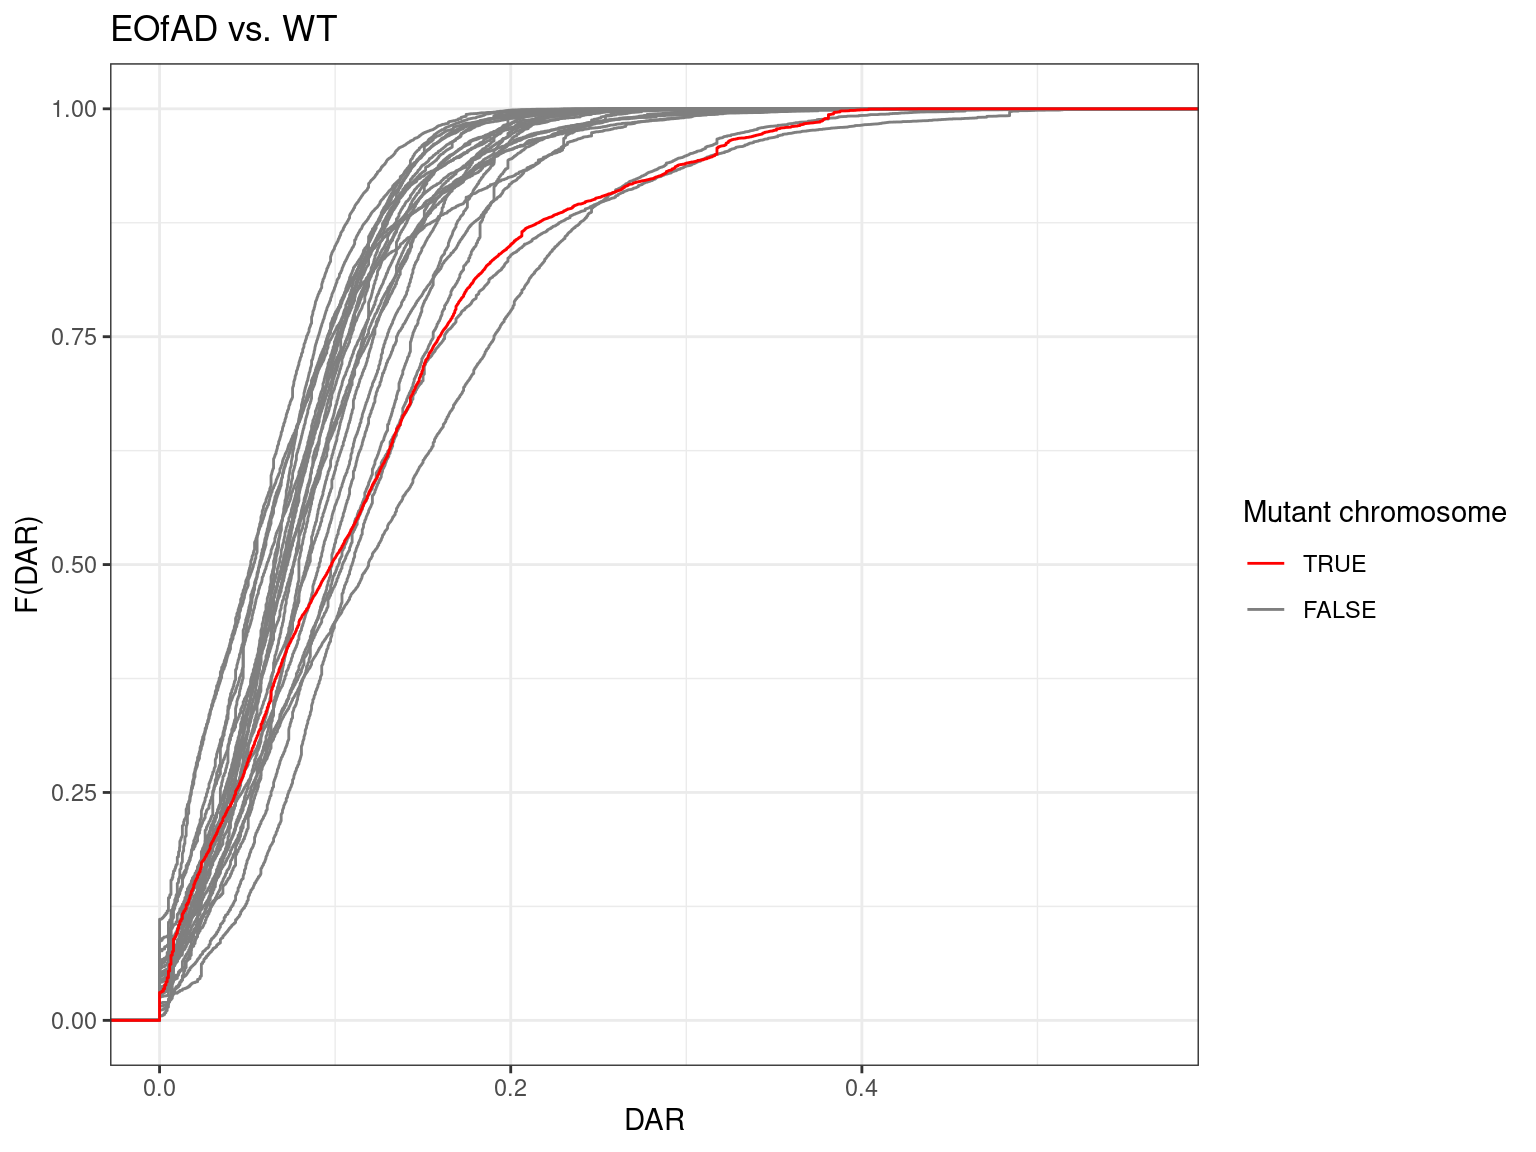 EOfAD vs. WT
1.00
0.75
0.50
0.25
0.00
F(DAR)
0.0
0.2
0.4
DAR
Mutant chromosome
TRUE
FALSE